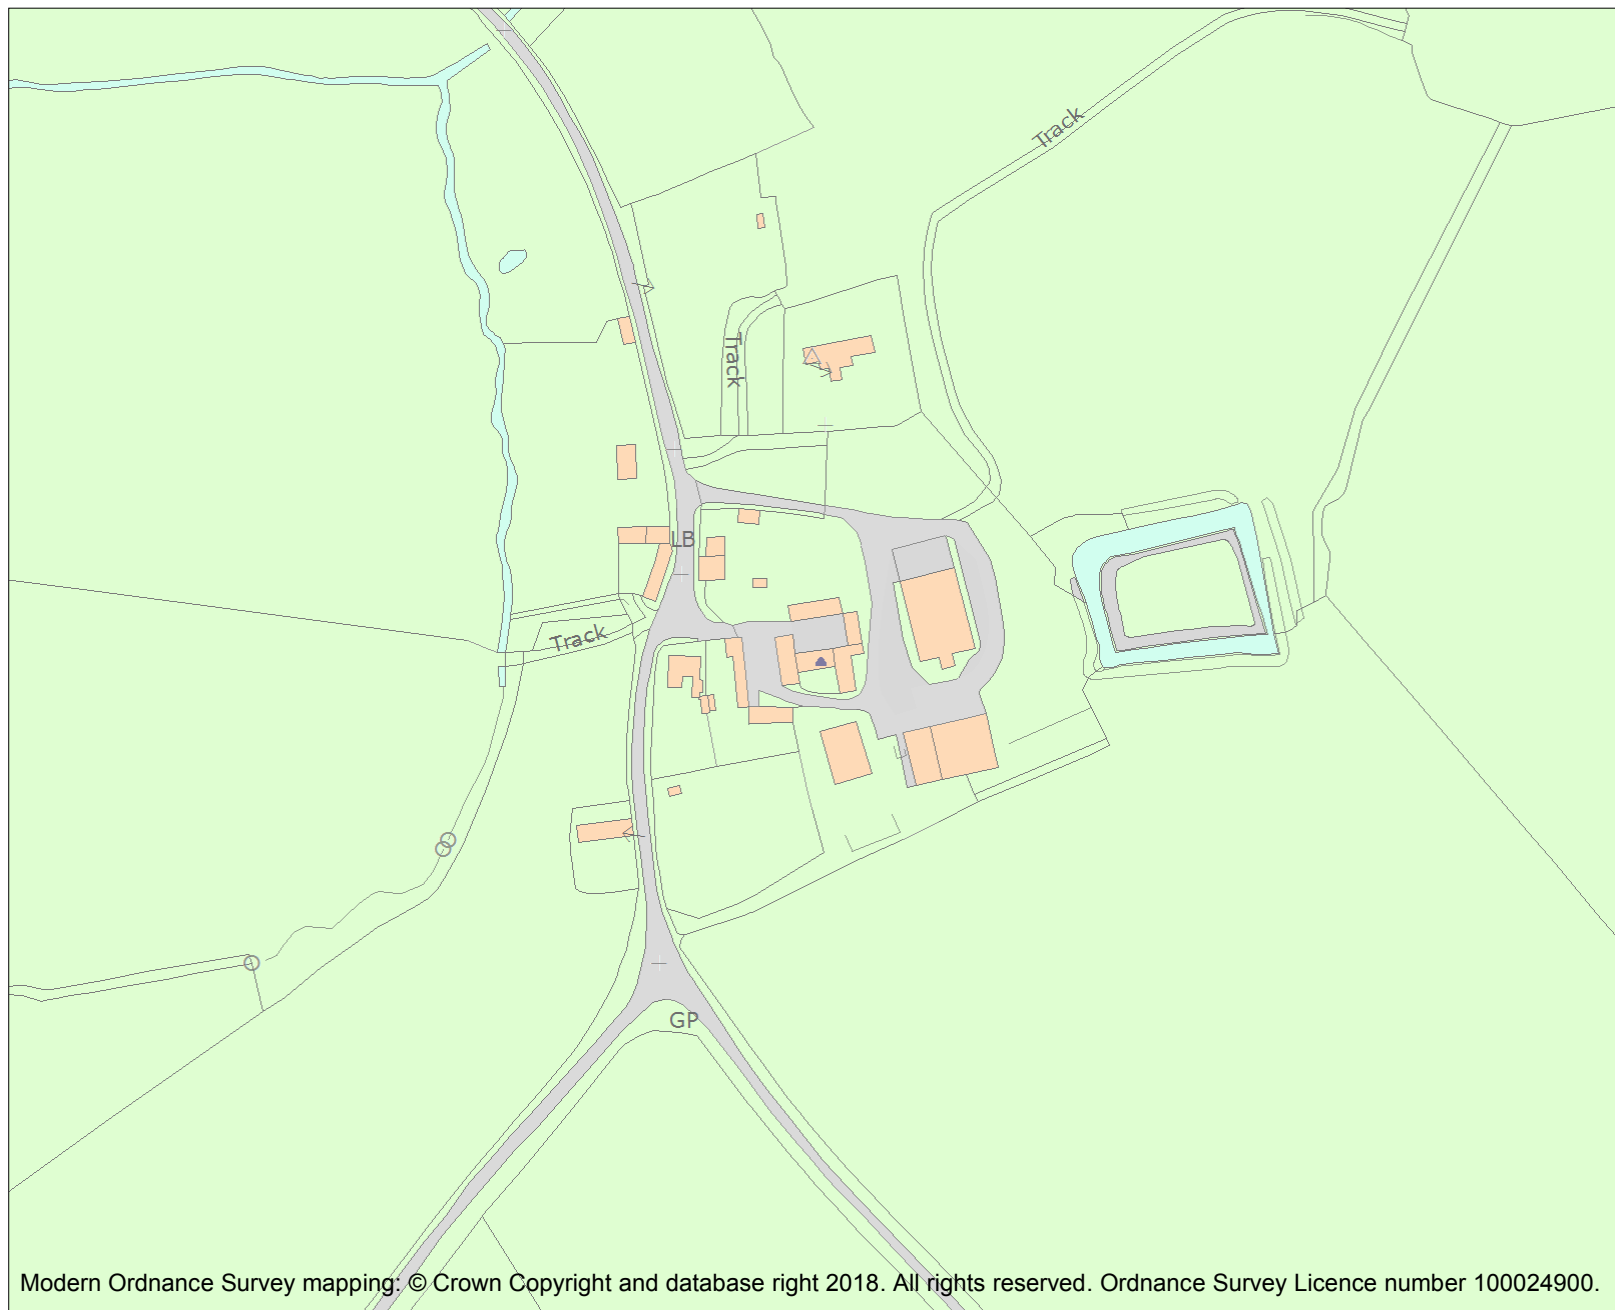 Track
Track
LB
Track
GP
Modern Ordnance Survey mapping: © Crown Copyright and database right 2018. All rights reserved. Ordnance Survey Licence number 100024900.